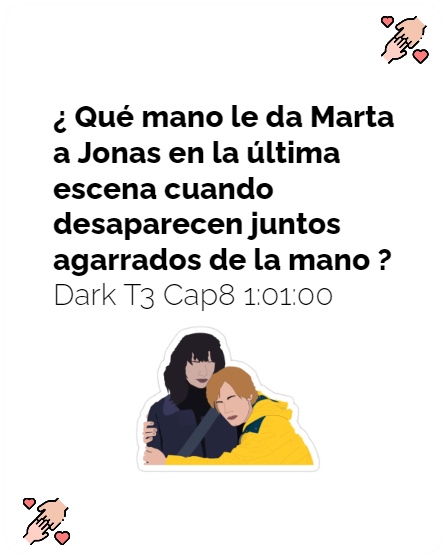 ¿ Qué mano le da Marta
a Jonas en la última
escena cuando
desaparecen juntos
agarrados de la mano ?
Dark T3 Cap8 1:01:00